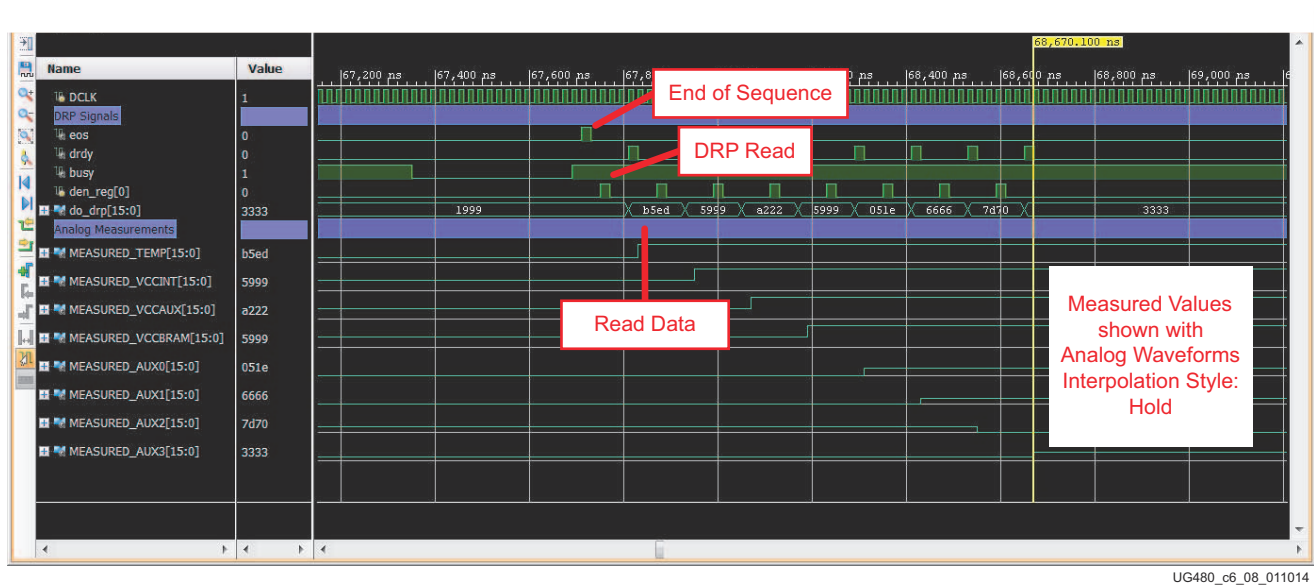 68,670.100 ns
Name Value
67,200 ns 67,400 ns 67,600 ns 67,8 ns 68,400 ns 68,600 ns 68,800 ns 69,000 ns
DCLK 1
End of Sequence
DRP Signals
eos 0
drdy 0
DRP Read
busy 1
den_reg[0] 0
do_drp[15:0] 3333 1999 b5ed 5999 a222 5999 051e 6666 7d70 3333
Analog Measurements
MEASURED_TEMP[15:0] b5ed
MEASURED_VCCINT[15:0] 5999
MEASURED_VCCAUX[15:0] a222
Read Data
MEASURED_VCCBRAM[15:0] 5999
MEASURED_AUX0[15:0] 051e
MEASURED_AUX1[15:0] 6666
MEASURED_AUX2[15:0] 7d70
MEASURED_AUX3[15:0] 3333
Measured Values
shown with
Analog Waveforms
Interpolation Style:
Hold
UG480_c6_08_011014